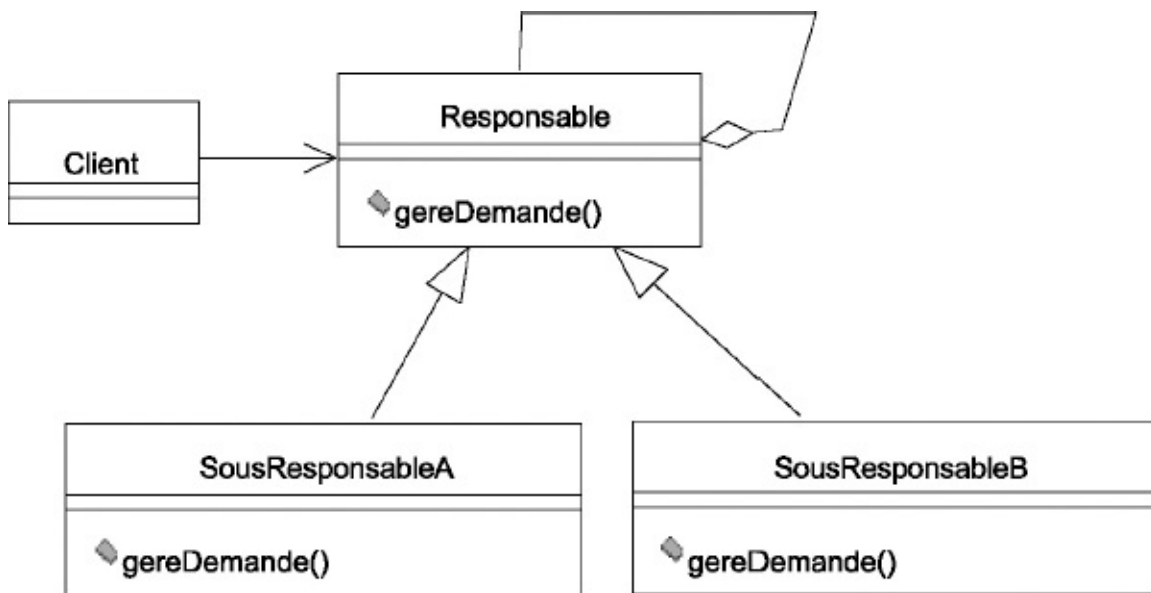 Responsable
Client
gereDemande()
SousResponsableA
SousResponsableB
gereDemande()
gereDemande()